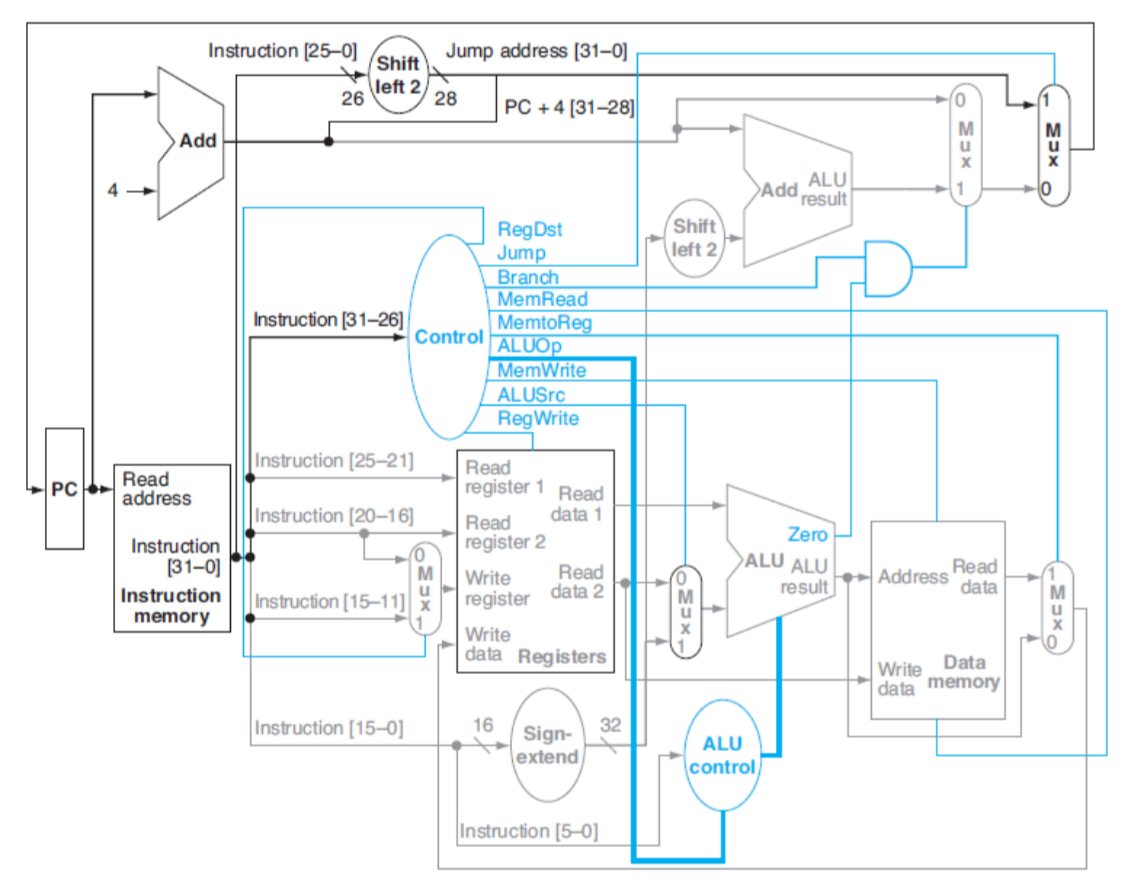 Instruction [25–0]
Shift
left 2
Jump address [31–0]
26
28
PC + 4 [31–28]
Add
4
0
M
u
x
1
1
M
u
x
0
Add
ALU
result
Shift
left 2
RegDst
Jump
Branch
MemRead
MemtoReg
ALUOp
MemWrite
ALUSrc
RegWrite
Instruction [31–26]
Control
PC
Read
address
Instruction
[31–0]
Instruction
memory
Instruction [25–21]
Instruction [20–16]
Instruction [15–11]
0
M
u
x
1
Read
register 1
Read
register 2
Write
register
Write
data
Read
data 1
Read
data 2
Registers
0
M
u
x
1
Zero
ALU
ALU
result
Address
Read
data
Write
data
Data
memory
1
M
u
x
0
Instruction [15–0]
16
Sign-
extend
32
ALU
control
Instruction [5–0]